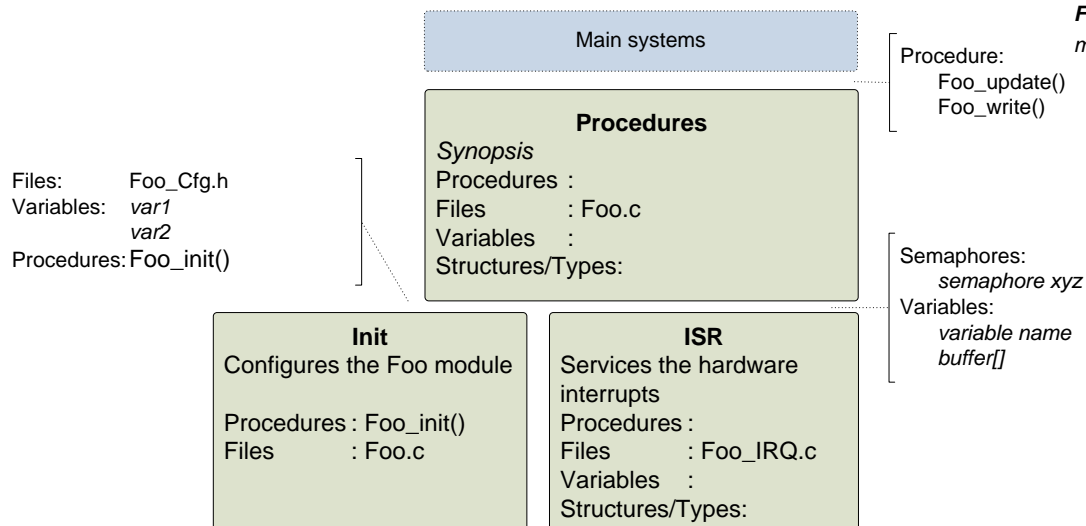 Main systems
F
m
Procedure:
Foo_update()
Foo_write()
Procedures
Synopsis
Procedures :
Files : Foo.c
Variables :
Structures/Types:
Files: Foo_Cfg.h
Variables: var1
var2
Procedures: Foo_init()
Semaphores:
semaphore xyz
Variables:
variable name
buffer[]
Init
Configures the Foo module
Procedures : Foo_init()
Files : Foo.c
ISR
Services the hardware
interrupts
Procedures :
Files : Foo_IRQ.c
Variables :
Structures/Types: